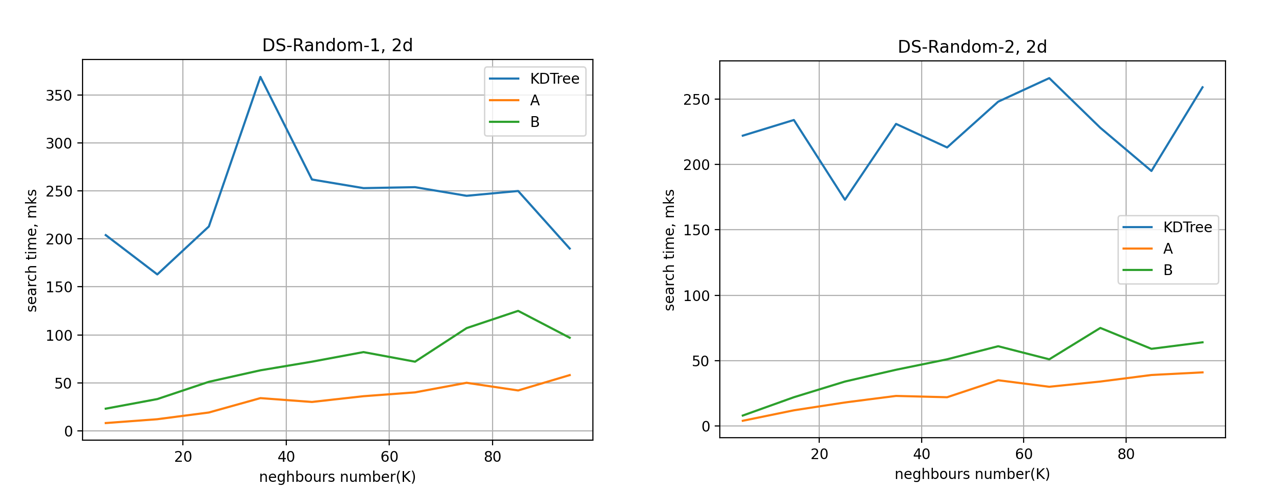 DS-Random-1, 2d
KDTree
A
B
350
300
250
200
150
100
50
0
search time, mks
20
40
60
80
neghbours number(K)
DS-Random-2, 2d
250
200
150
100
50
0
search time, mks
KDTree
A
B
20
40
60
80
neghbours number(K)